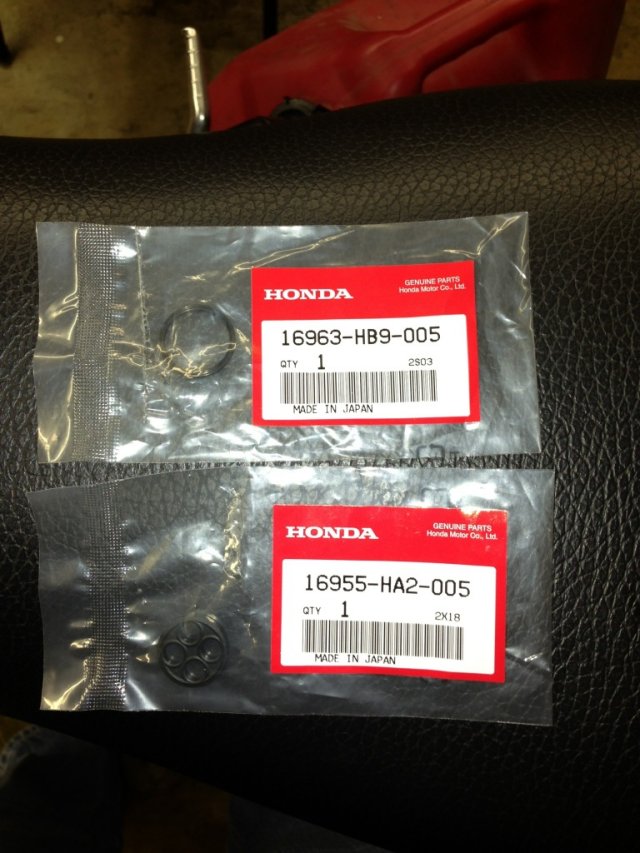 HONDA
GENUINE PARTS
Honda Motor Co., Ltd.
16963-HB9-005
QTY 1 2S03
MADE IN JAPAN
HONDA
GENUINE PARTS
Honda Motor Co., Ltd.
16955-HA2-005
QTY 1 2X18
MADE IN JAPAN